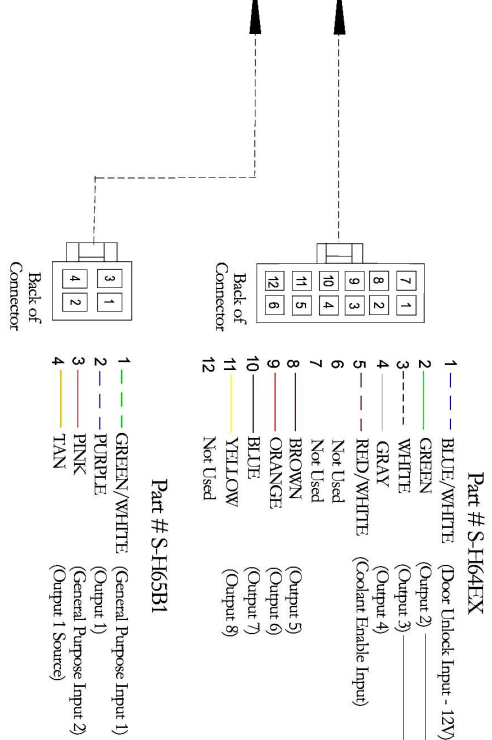 Part # S-H64EX
1 BLUE/WHITE (Door Unlock Input - 12V)
2 GREEN (Output 2)
3 WHITE (Output 3)
4 GRAY (Output 4)
5 RED/WHITE (Coolant Enable Input)
6 Not Used
7 Not Used
8 BROWN (Output 5)
9 ORANGE (Output 6)
10 BLUE (Output 7)
11 YELLOW (Output 8)
12 Not Used
7 8 9 10 11 12
1 2 3 4 5 6
Back of
Connector
Part # S-H65B1
1 GREEN/WHITE (General Purpose Input 1)
2 PURPLE (Output 1)
3 PINK (General Purpose Input 2)
4 TAN (Output 1 Source)
3 4
1 2
Back of
Connector